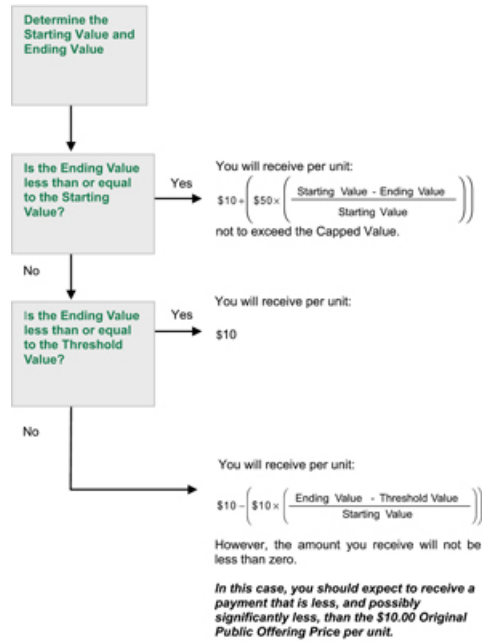 Determine the
Starting Value and
Ending Value
Is the Ending Value
less than or equal
to the Starting
Value?
Yes
You will receive per unit:
$10 + ( $50 × ( Starting Value - Ending Value / Starting Value ) )
not to exceed the Capped Value.
No
Is the Ending Value
less than or equal
to the Threshold
Value?
Yes
You will receive per unit:
$10
No
You will receive per unit:
$10 − ( $10 × ( Ending Value - Threshold Value / Starting Value ) )
However, the amount you receive will not be
less than zero.
In this case, you should expect to receive a
payment that is less, and possibly
significantly less, than the $10.00 Original
Public Offering Price per unit.